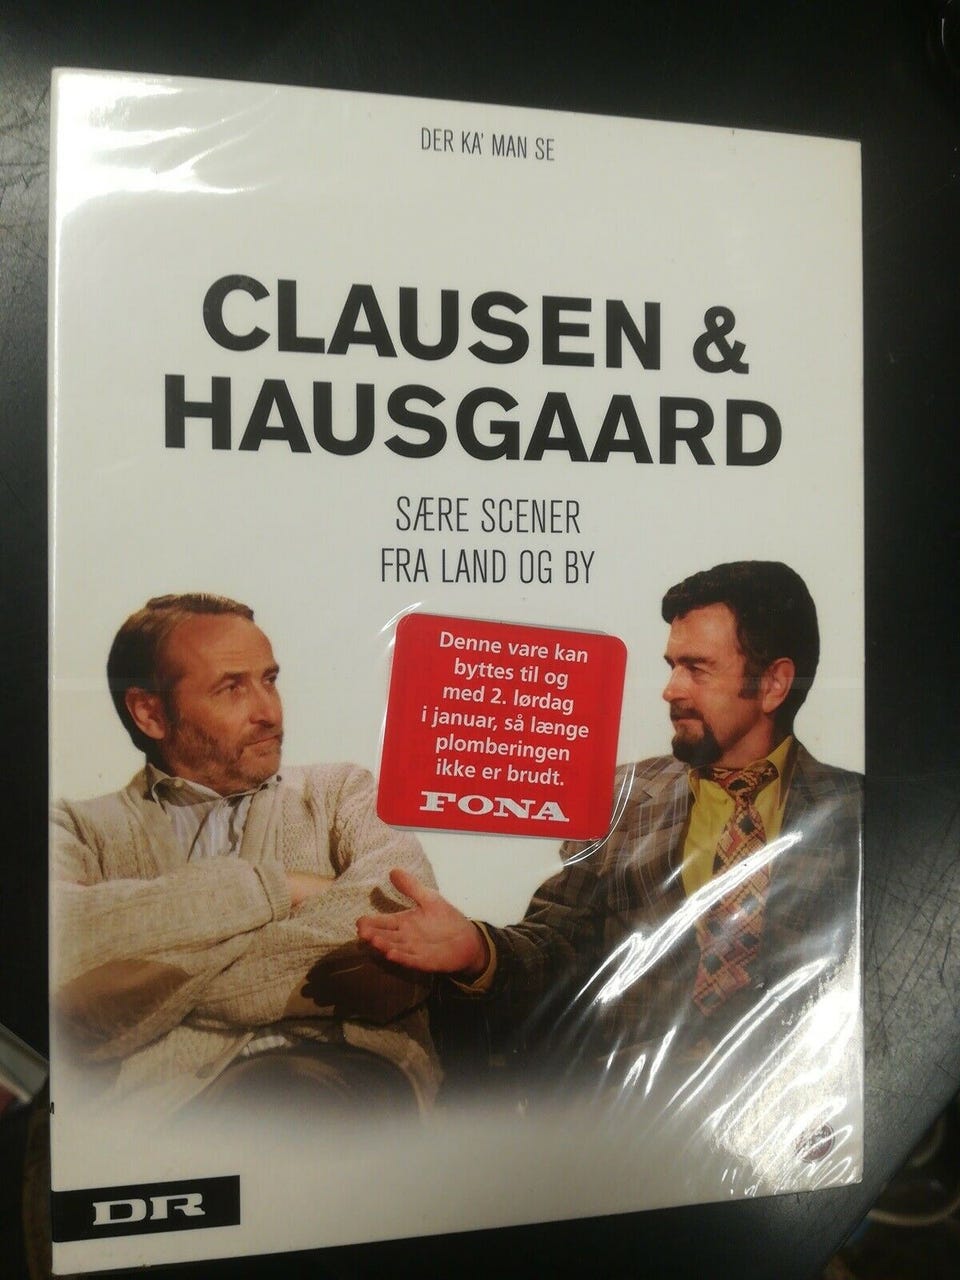 DER KA' MAN SE
CLAUSEN &
HAUSGAARD
SÆRE SCENER
FRA LAND OG BY
Denne vare kan
byttes til og
med 2. lørdag
i januar, så længe
plomberingen
ikke er brudt.
FONA
DR